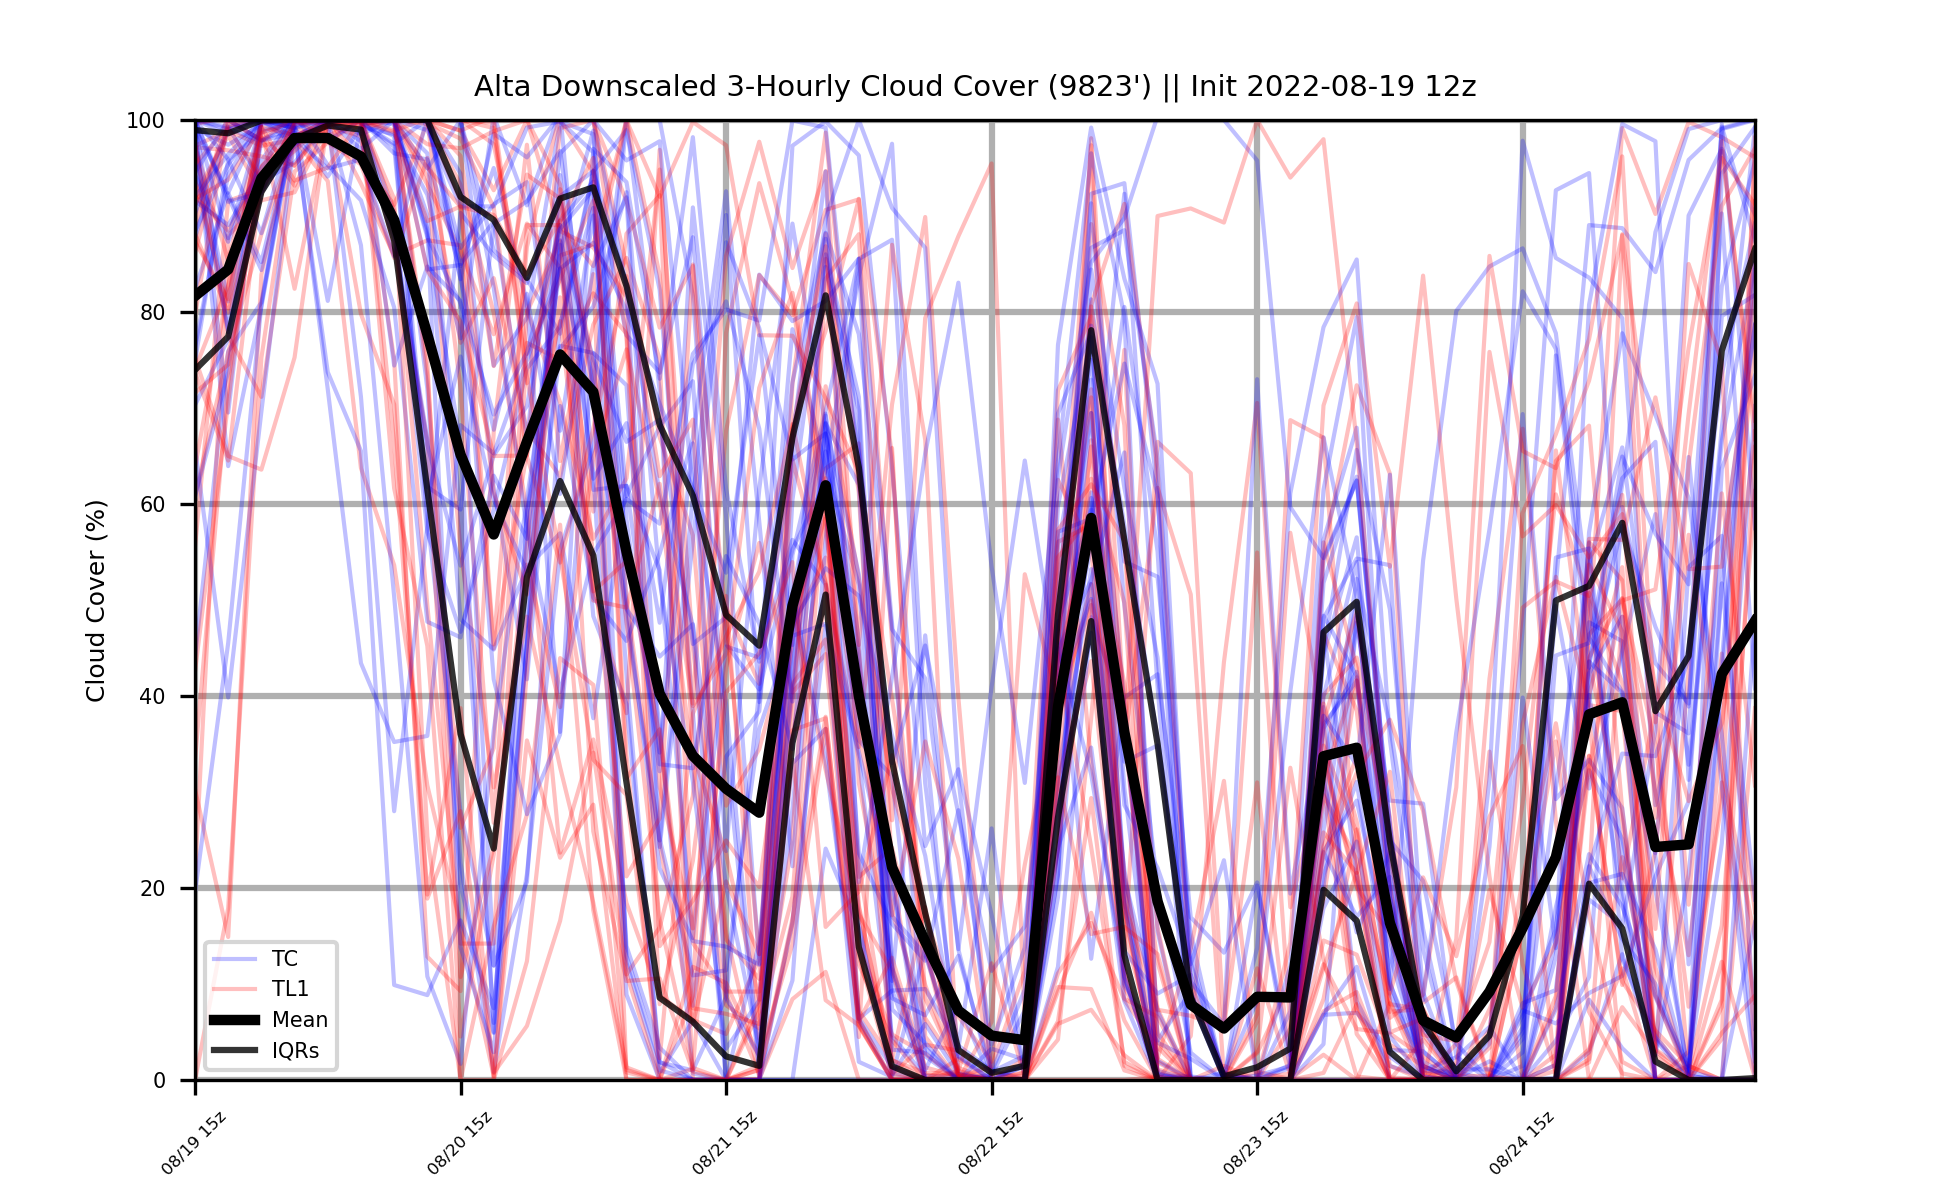 Alta Downscaled 3-Hourly Cloud Cover (9823') || Init 2022-08-19 12z
Cloud Cover (%)
100
80
60
40
20
0
TC
TL1
Mean
IQRs
08/19 15z
08/20 15z
08/21 15z
08/22 15z
08/23 15z
08/24 15z